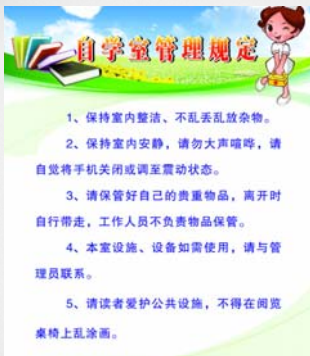 自学室管理规定
1、保持室内整洁、不乱丢乱放杂物。
2、保持室内安静，请勿大声喧哗，请
自觉将手机关闭或调至震动状态。
3、请保管好自己的贵重物品，离开时
自行带走，工作人员不负责物品保管。
4、本室设施、设备如需使用，请与管
理员联系。
5、请读者爱护公共设施，不得在阅览
桌椅上乱涂画。